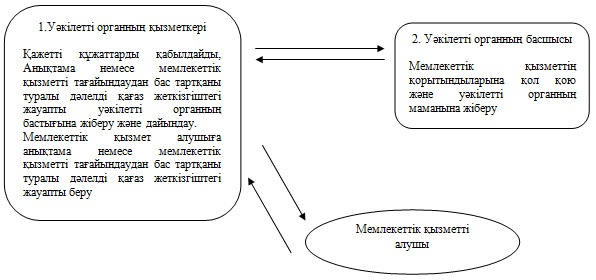 1.Уәкілетті органның қызметкері
Қажетті құжаттарды қабылдайды,
Анықтама немесе мемлекеттік
қызметті тағайындаудан бас тартқаны
туралы дәлелді қағаз жеткізгіштегі
жауапты уәкілетті органның
бастығына жіберу және дайындау.
Мемлекеттік қызмет алушыға
анықтама немесе мемлекеттік
қызметті тағайындаудан бас тартқаны
туралы дәлелді қағаз жеткізгіштегі
жауапты беру
2. Уәкілетті органның басшысы
Мемлекеттік қызметтің
қорытындыларына қол қою
және уәкілетті органның
маманына жіберу
Мемлекеттік қызметті
алушы